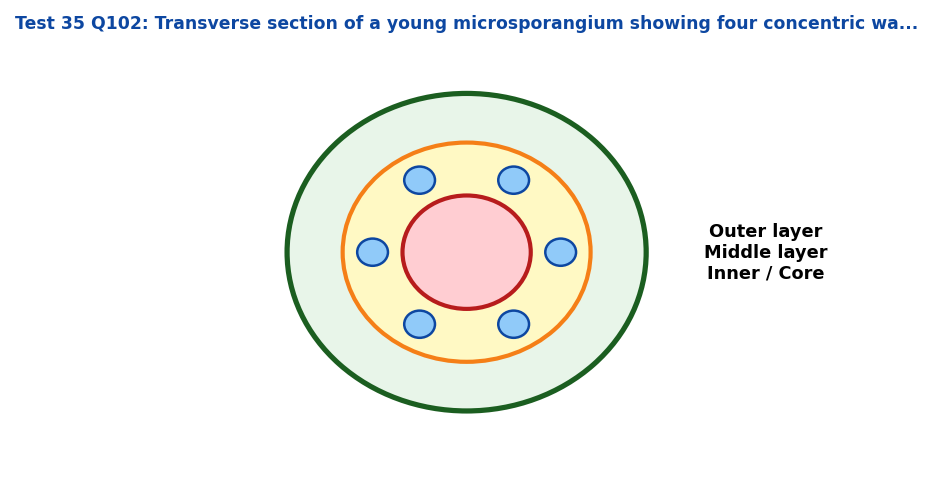 Test 35 Q102: Transverse section of a young microsporangium showing four concentric wa...
Outer layer
Middle layer
Inner / Core